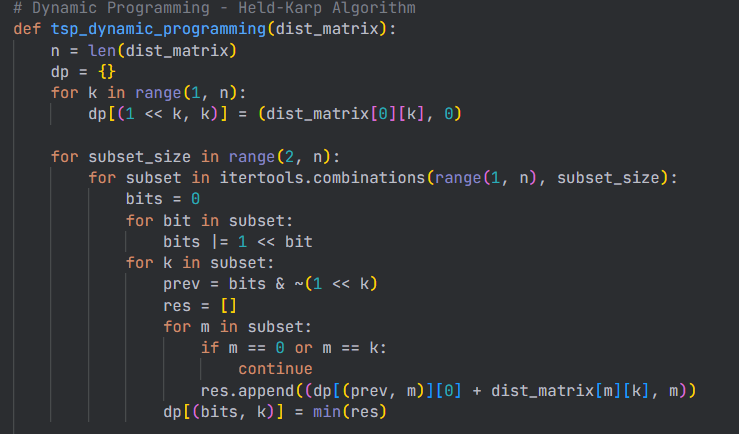 # Dynamic Programming - Held-Karp Algorithm
def tsp_dynamic_programming(dist_matrix):
    n = len(dist_matrix)
    dp = {}
    for k in range(1, n):
        dp[(1 << k, k)] = (dist_matrix[0][k], 0)

    for subset_size in range(2, n):
        for subset in itertools.combinations(range(1, n), subset_size):
            bits = 0
            for bit in subset:
                bits |= 1 << bit
            for k in subset:
                prev = bits & ~(1 << k)
                res = []
                for m in subset:
                    if m == 0 or m == k:
                        continue
                    res.append((dp[(prev, m)][0] + dist_matrix[m][k], m))
                dp[(bits, k)] = min(res)